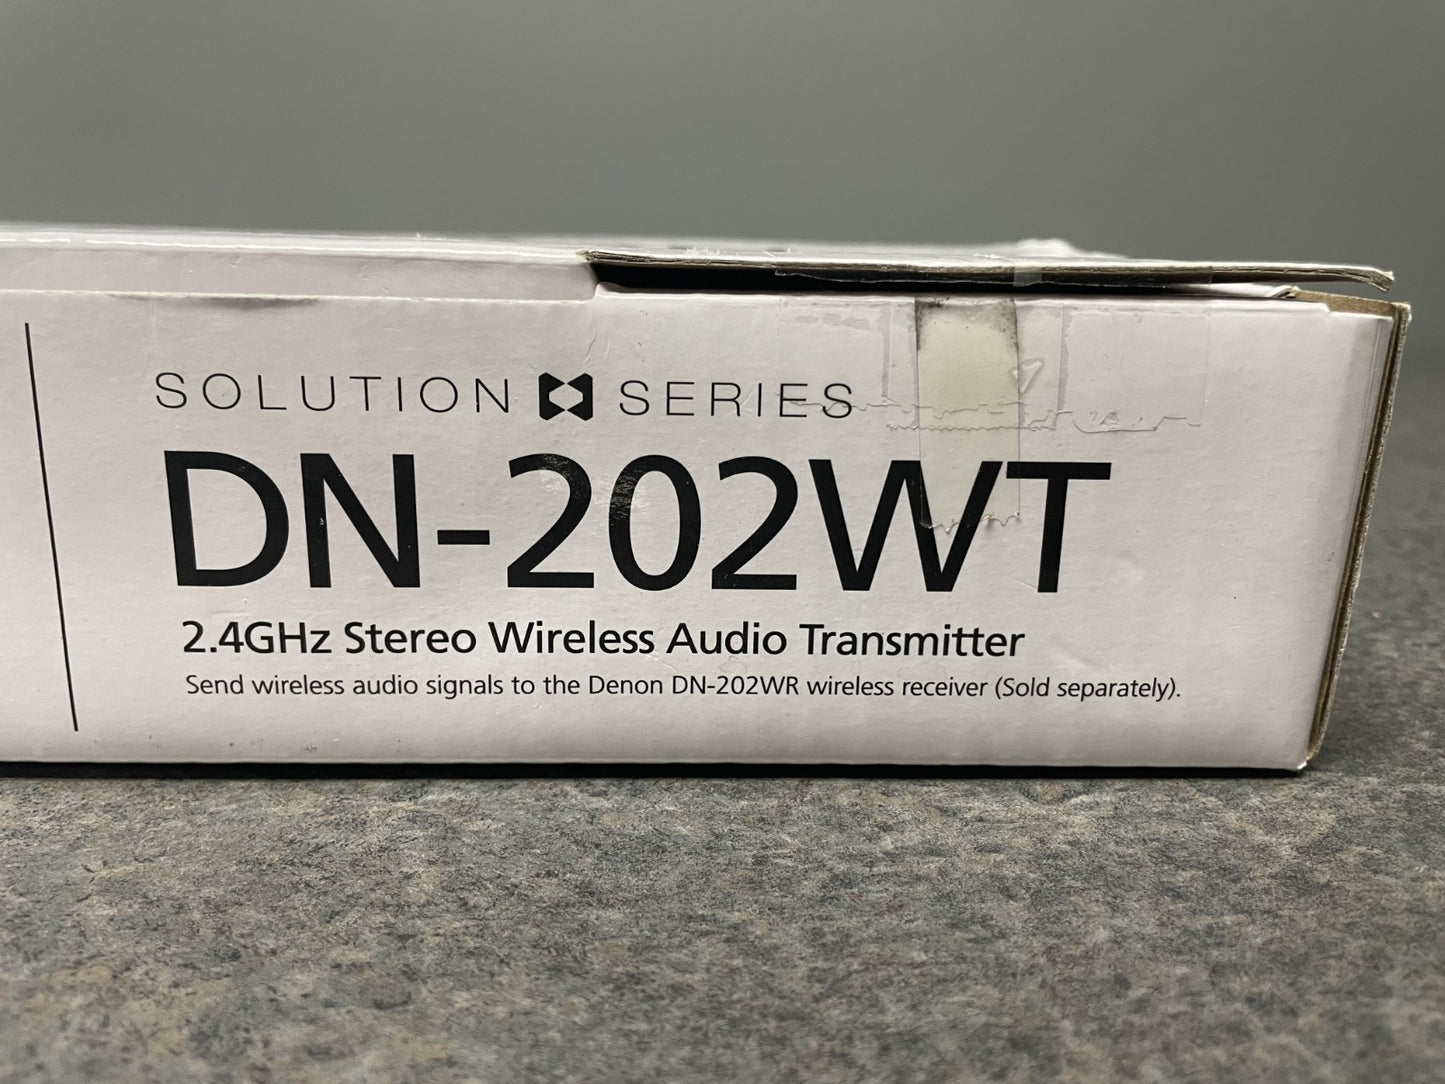 SOLUTION SERIES
DN-202WT
2.4GHz Stereo Wireless Audio Transmitter
Send wireless audio signals to the Denon DN-202WR wireless receiver (Sold separately).